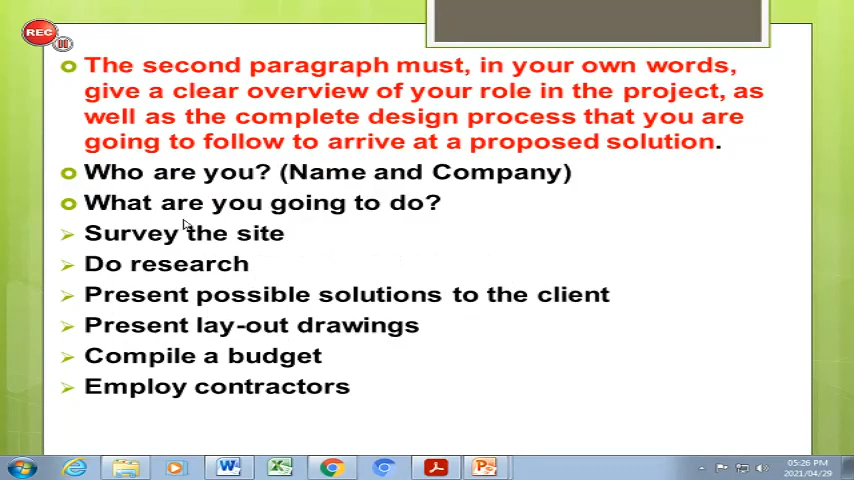 REC
The second paragraph must, in your own words,
give a clear overview of your role in the project, as
well as the complete design process that you are
going to follow to arrive at a proposed solution.
Who are you? (Name and Company)
What are you going to do?
Survey the site
Do research
Present possible solutions to the client
Present lay-out drawings
Compile a budget
Employ contractors
05:26 PM
2021/04/29